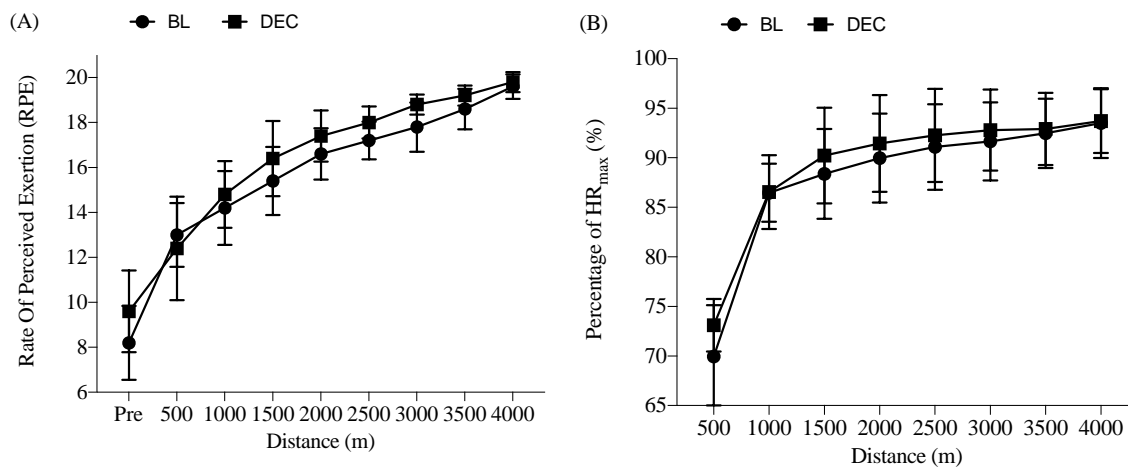 (A)
BL DEC
Rate Of Perceived Exertion (RPE)
20
18
16
14
12
10
8
6
Pre 500 1000 1500 2000 2500 3000 3500 4000
Distance (m)
(B)
BL DEC
Percentage of HRmax (%)
100
95
90
85
80
75
70
65
500 1000 1500 2000 2500 3000 3500 4000
Distance (m)